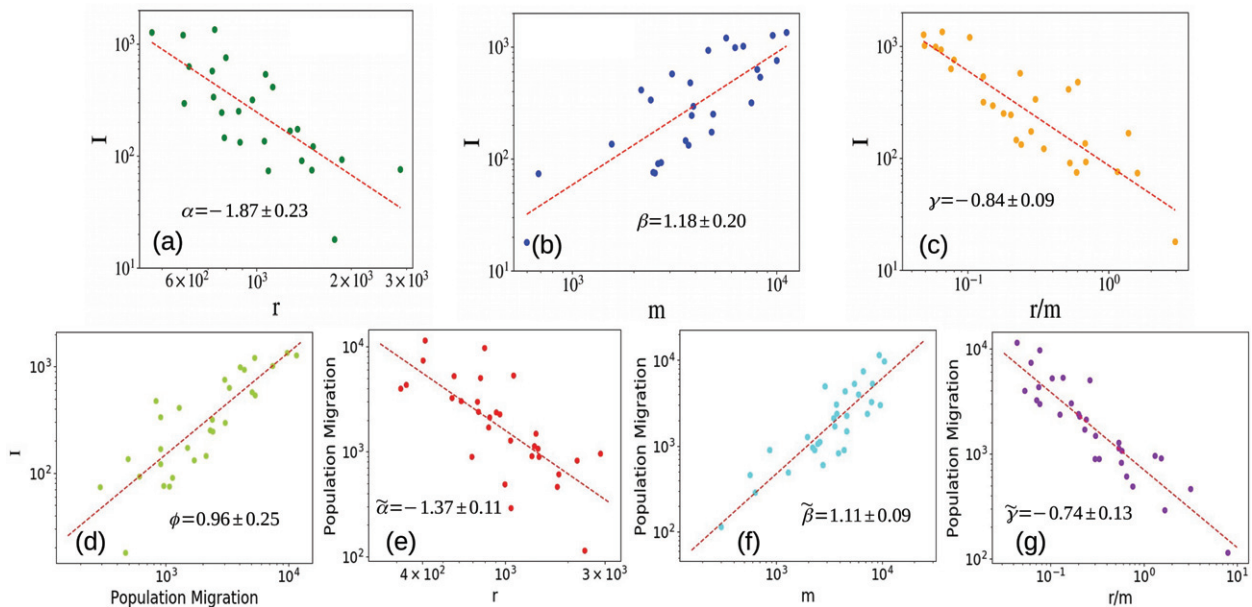 10³
10²
10¹
I
α=−1.87±0.23
(a)
6×10² 10³ 2×10³ 3×10³
r
10³
10²
10¹
I
β=1.18±0.20
(b)
10³ 10⁴
m
10³
10²
10¹
I
γ=−0.84±0.09
(c)
10⁻¹ 10⁰
r/m
10³
10²
I
ϕ=0.96±0.25
(d)
10³ 10⁴
Population Migration
10⁴
10³
10²
Population Migration
α̃=−1.37±0.11
(e)
4×10² 10³ 3×10³
r
10⁴
10³
10²
Population Migration
β̃=1.11±0.09
(f)
10³ 10⁴
m
10⁴
10³
10²
Population Migration
γ̃=−0.74±0.13
(g)
10⁻¹ 10⁰ 10¹
r/m